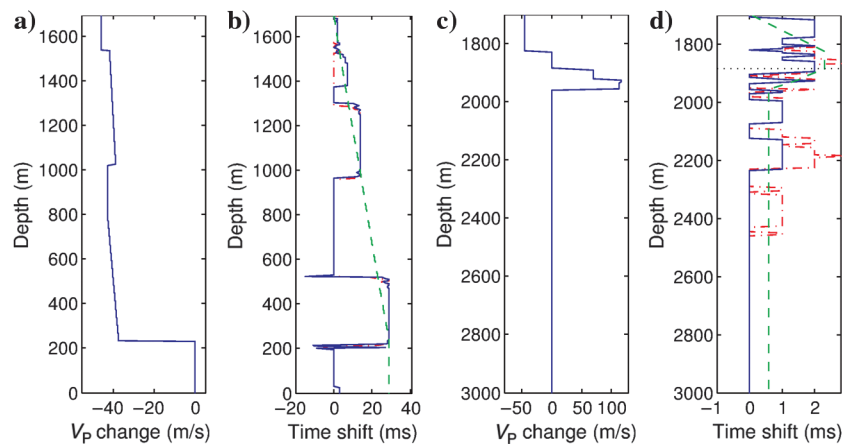 a)
1600
1400
1200
1000
800
600
400
200
0
Depth (m)
−40 −20 0
VP change (m/s)
b)
1600
1400
1200
1000
800
600
400
200
0
Depth (m)
−20 0 20 40
Time shift (ms)
c)
1800
2000
2200
2400
2600
2800
3000
Depth (m)
−50 0 50 100
VP change (m/s)
d)
1800
2000
2200
2400
2600
2800
3000
Depth (m)
−1 0 1 2
Time shift (ms)